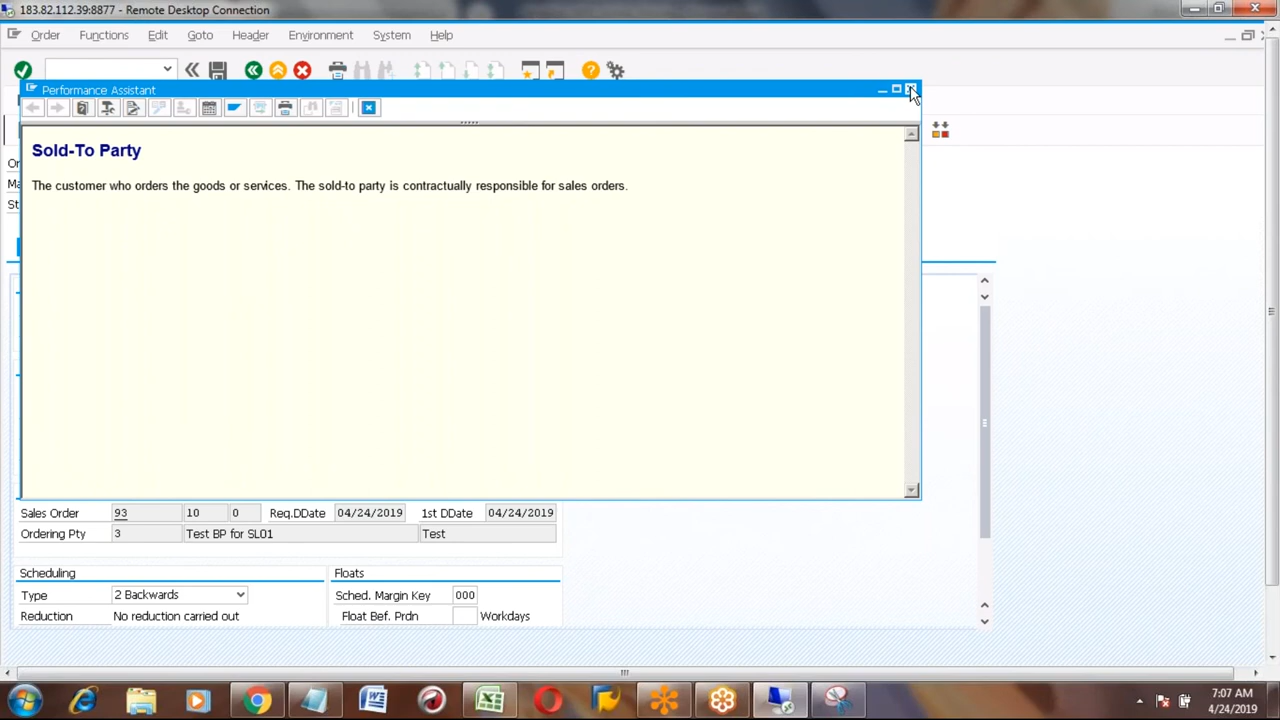 183.82.112.39:8877 - Remote Desktop Connection
Order Functions Edit Goto Header Environment System Help
Performance Assistant
Sold-To Party
The customer who orders the goods or services. The sold-to party is contractually responsible for sales orders.
Or
Ma
St
Sales Order 93 10 0 Req.DDate 04/24/2019 1st DDate 04/24/2019
Ordering Pty 3 Test BP for SL01 Test
Scheduling Floats
Type 2 Backwards Sched. Margin Key 000
Reduction No reduction carried out Float Bef. Prdn Workdays
7:07 AM
4/24/2019